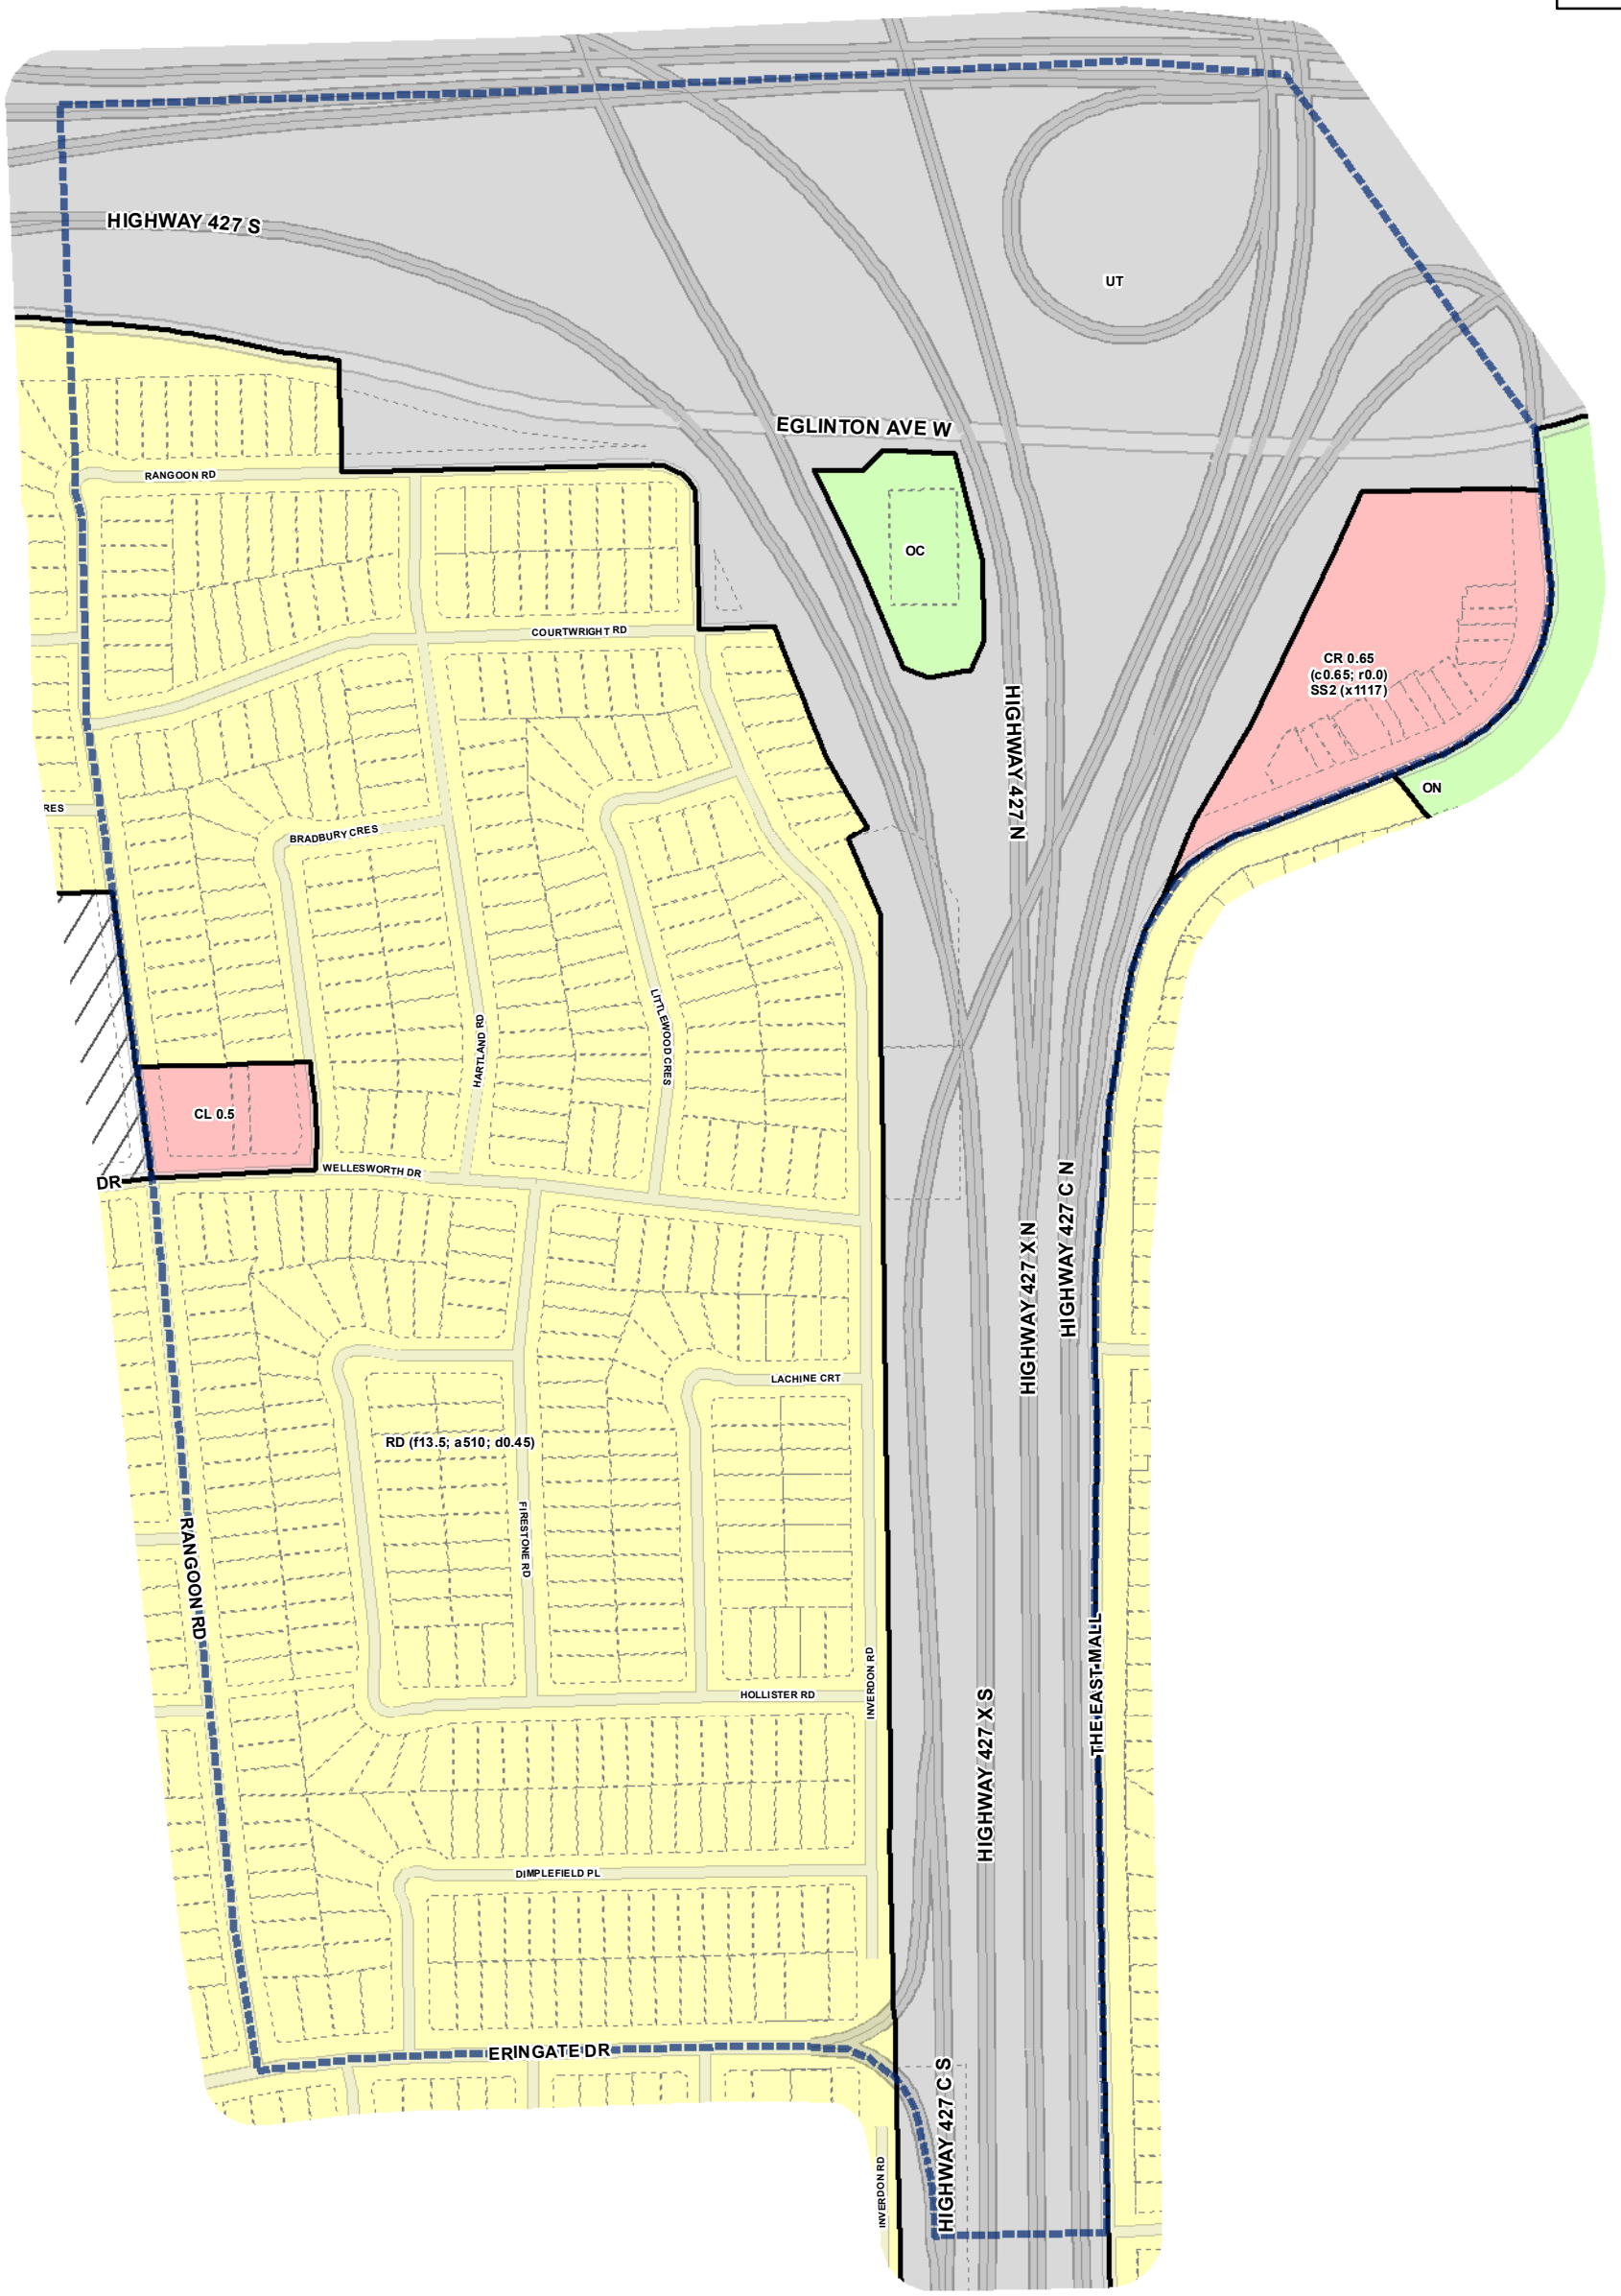 HIGHWAY 427 S
UT
EGLINTON AVE W
RANGOON RD
OC
COURTWRIGHT RD
CR 0.65
(c0.65; r0.0)
SS2 (x1117)
HIGHWAY 427 N
ON
RES
BRADBURY CRES
LITTLEWOOD CRES
HARTLAND RD
CL 0.5
DR
WELLESWORTH DR
HIGHWAY 427 C N
HIGHWAY 427 X N
LACHINE CRT
RD (f13.5; a510; d0.45)
FIRESTONE RD
RANGOON RD
THE EAST MALL
INVERDON RD
HOLLISTER RD
HIGHWAY 427 X S
DIMPLEFIELD PL
ERINGATE DR
HIGHWAY 427 C S
INVERDON RD